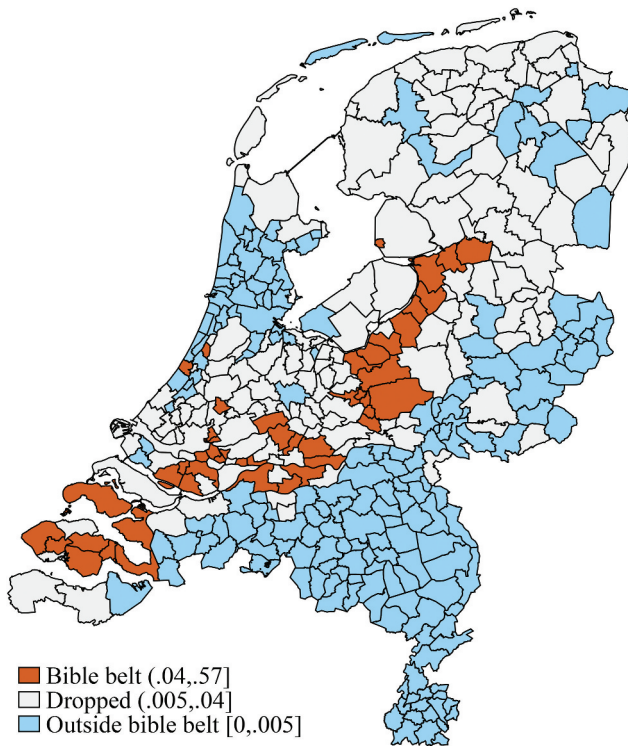 Bible belt (.04,.57]
Dropped (.005,.04]
Outside bible belt [0,.005]